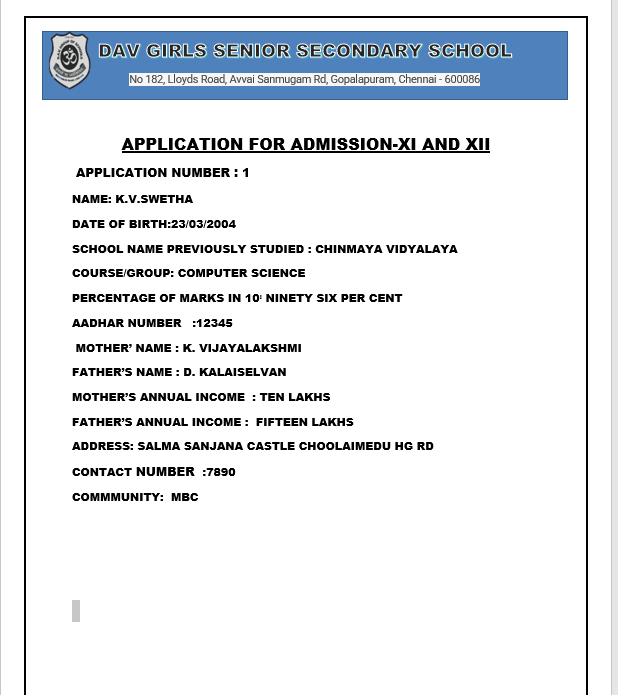 DAV GIRLS SENIOR SECONDARY SCHOOL
No 182, Lloyds Road, Avvai Sanmugam Rd, Gopalapuram, Chennai - 600086
APPLICATION FOR ADMISSION-XI AND XII
APPLICATION NUMBER : 1
NAME: K.V.SWETHA
DATE OF BIRTH:23/03/2004
SCHOOL NAME PREVIOUSLY STUDIED : CHINMAYA VIDYALAYA
COURSE/GROUP: COMPUTER SCIENCE
PERCENTAGE OF MARKS IN 10: NINETY SIX PER CENT
AADHAR NUMBER :12345
MOTHER' NAME : K. VIJAYALAKSHMI
FATHER'S NAME : D. KALAISELVAN
MOTHER'S ANNUAL INCOME : TEN LAKHS
FATHER'S ANNUAL INCOME : FIFTEEN LAKHS
ADDRESS: SALMA SANJANA CASTLE CHOOLAIMEDU HG RD
CONTACT NUMBER :7890
COMMMUNITY: MBC